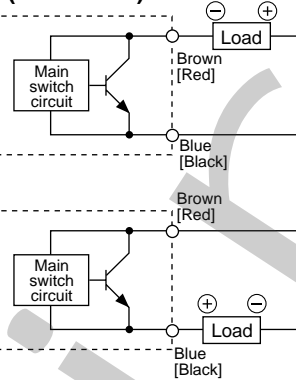 ⊖ ⊕
Load
Brown
[Red]
Main
switch
circuit
Blue
[Black]
Brown
[Red]
Main
switch
circuit
⊕ ⊖
Load
Blue
[Black]